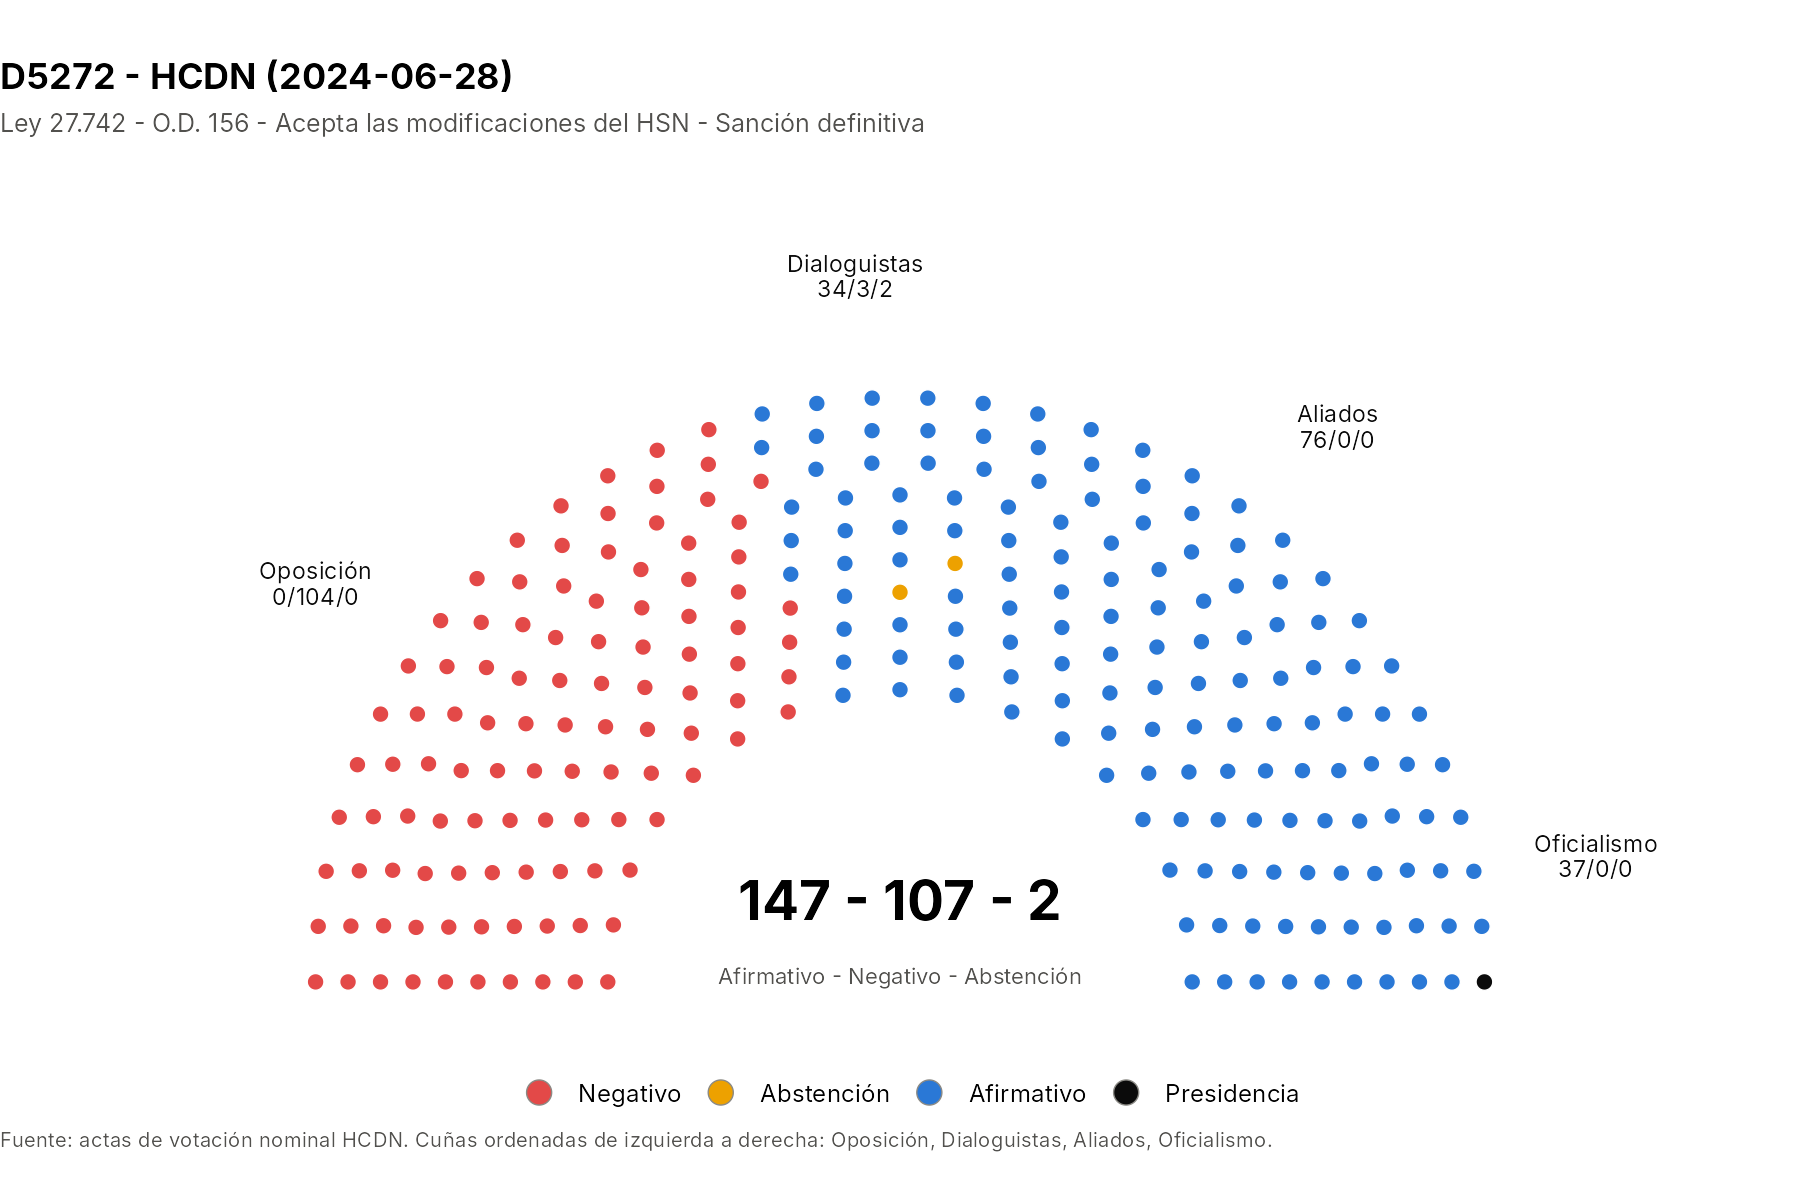 D5272 - HCDN (2024-06-28)
Ley 27.742 - O.D. 156 - Acepta las modificaciones del HSN - Sanción definitiva
Dialoguistas
34/3/2
Aliados
76/0/0
Oposición
0/104/0
Oficialismo
37/0/0
147 - 107 - 2
Afirmativo - Negativo - Abstención
Negativo
Abstención
Afirmativo
Presidencia
Fuente: actas de votación nominal HCDN. Cuñas ordenadas de izquierda a derecha: Oposición, Dialoguistas, Aliados, Oficialismo.